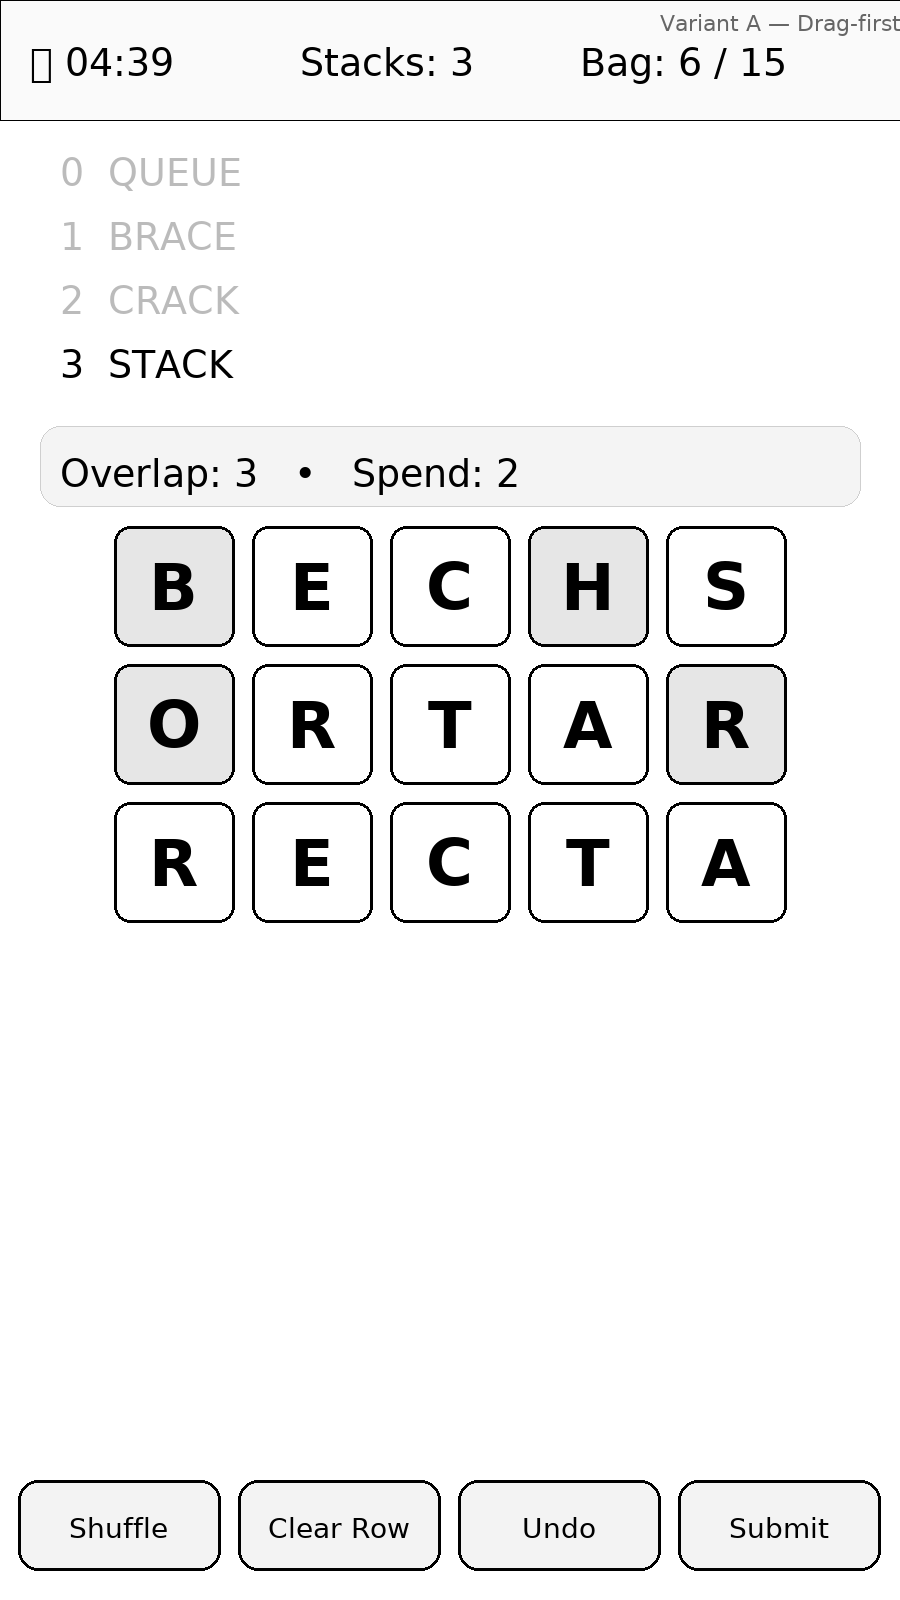 Variant A — Drag-first
04:39 Stacks: 3 Bag: 6 / 15
0 QUEUE
1 BRACE
2 CRACK
3 STACK
Overlap: 3 • Spend: 2
B E C H S
O R T A R
R E C T A
Shuffle Clear Row Undo Submit